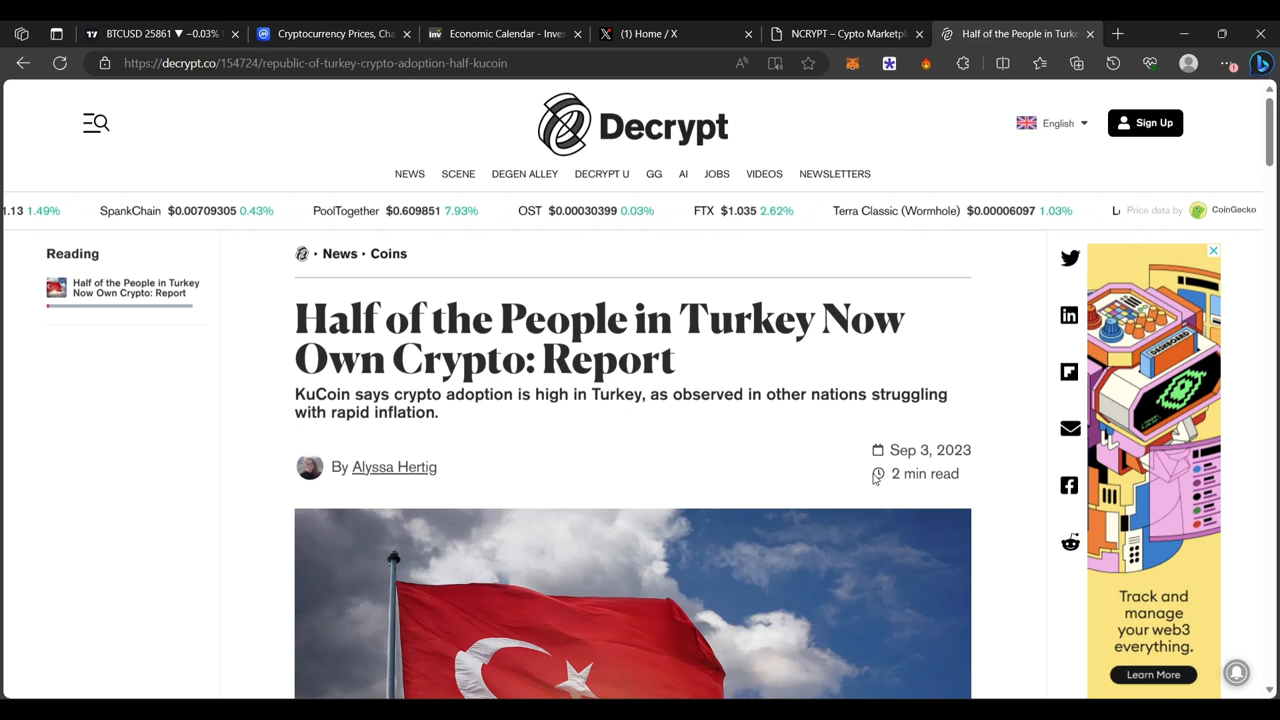 BTCUSD 25861 ▼ −0.03%
Cryptocurrency Prices, Cha
Economic Calendar - Inves
(1) Home / X
NCRYPT – Cypto Marketpl
Half of the People in Turke
https://decrypt.co/154724/republic-of-turkey-crypto-adoption-half-kucoin
Decrypt
English
Sign Up
NEWS SCENE DEGEN ALLEY DECRYPT U GG AI JOBS VIDEOS NEWSLETTERS
1.13 1.49% SpankChain $0.00709305 0.43% PoolTogether $0.609851 7.93% OST $0.00030399 0.03% FTX $1.035 2.62% Terra Classic (Wormhole) $0.00006097 1.03% Price data by CoinGecko
Reading
Half of the People in Turkey
Now Own Crypto: Report
News · Coins
Half of the People in Turkey Now
Own Crypto: Report
KuCoin says crypto adoption is high in Turkey, as observed in other nations struggling
with rapid inflation.
By Alyssa Hertig
Sep 3, 2023
2 min read
DASHBOARD
Track and
manage
your web3
everything.
Learn More